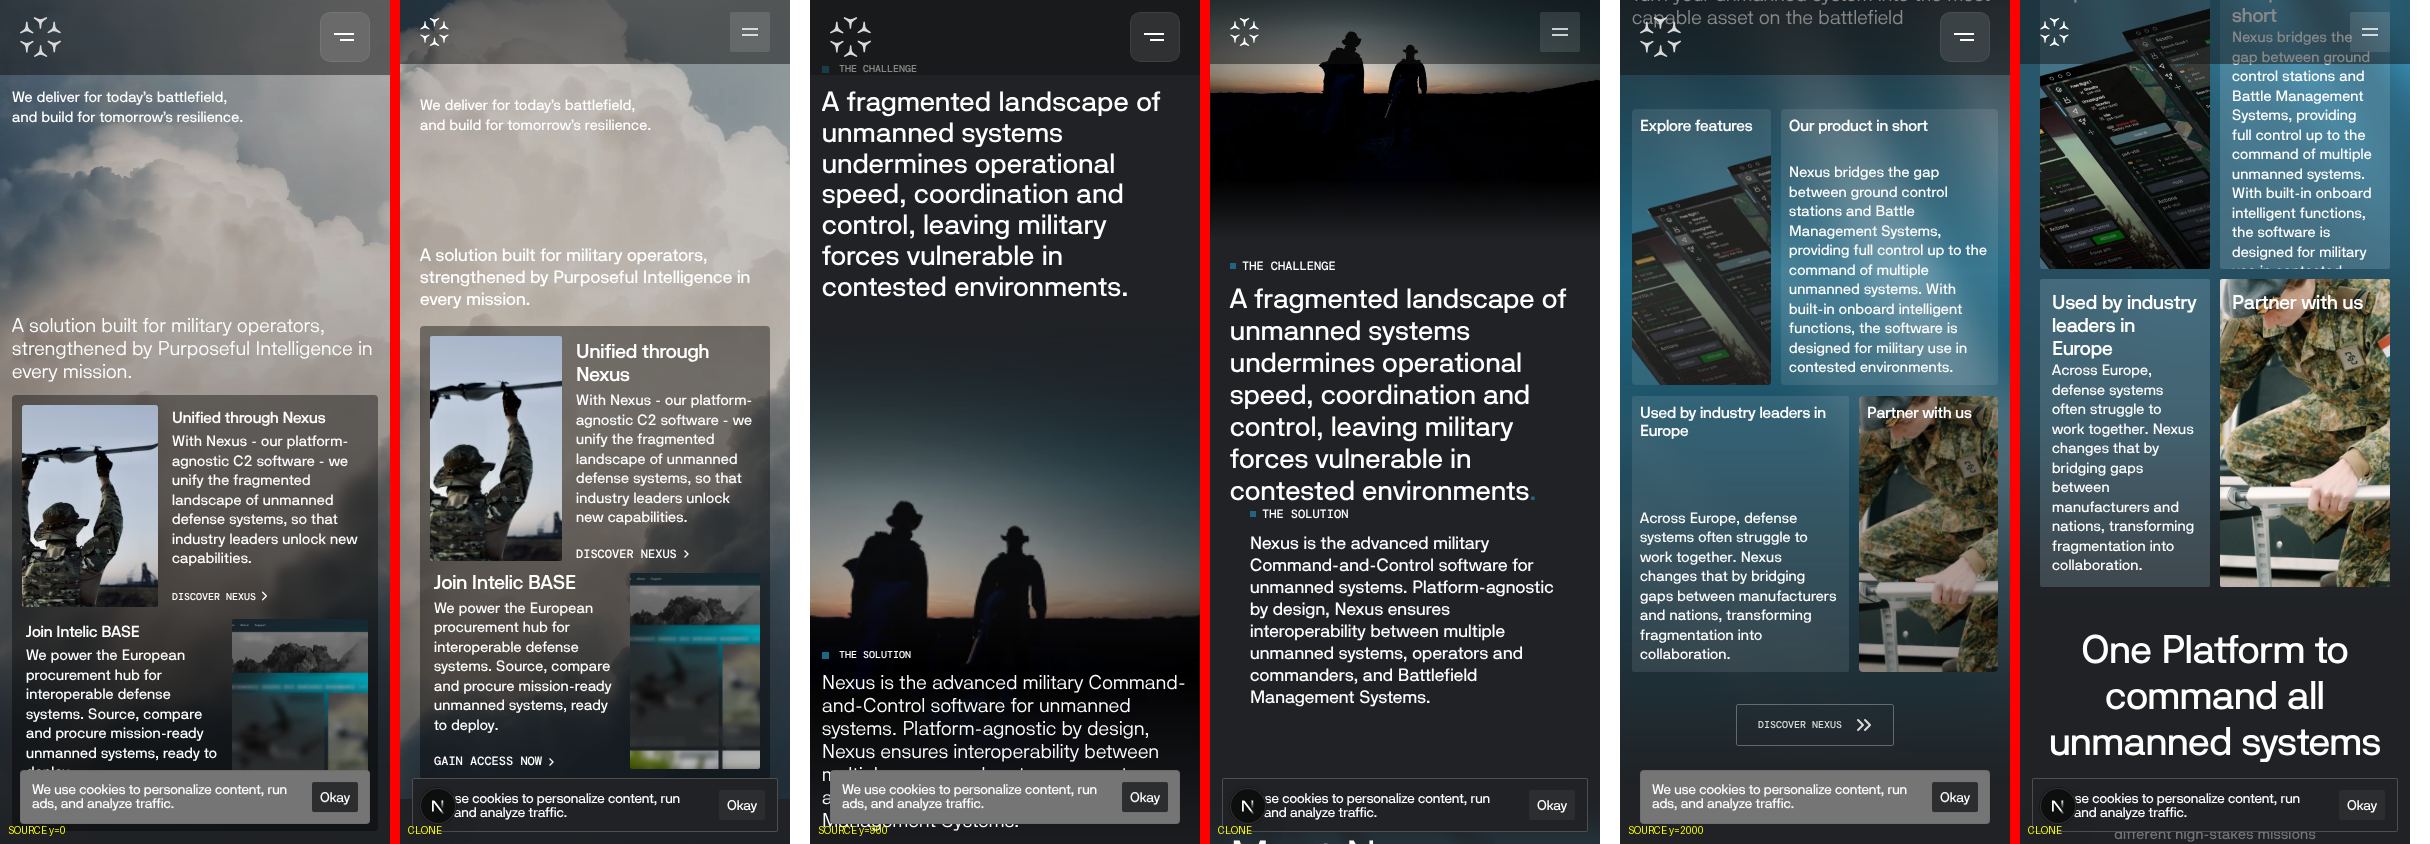 We deliver for today's battlefield,
and build for tomorrow's resilience.
A solution built for military operators,
strengthened by Purposeful Intelligence in
every mission.
Unified through Nexus
With Nexus - our platform-
agnostic C2 software - we
unify the fragmented
landscape of unmanned
defense systems, so that
industry leaders unlock new
capabilities.
DISCOVER NEXUS
Join Intelic BASE
We power the European
procurement hub for
interoperable defense
systems. Source, compare
and procure mission-ready
unmanned systems, ready to
We use cookies to personalize content, run
ads, and analyze traffic.
Okay
SOURCE y=0
We deliver for today's battlefield,
and build for tomorrow's resilience.
A solution built for military operators,
strengthened by Purposeful Intelligence in
every mission.
Unified through
Nexus
With Nexus - our platform-
agnostic C2 software - we
unify the fragmented
landscape of unmanned
defense systems, so that
industry leaders unlock
new capabilities.
DISCOVER NEXUS
Join Intelic BASE
We power the European
procurement hub for
interoperable defense
systems. Source, compare
and procure mission-ready
unmanned systems, ready
to deploy.
GAIN ACCESS NOW
N
se cookies to personalize content, run
and analyze traffic.
Okay
CLONE
THE CHALLENGE
A fragmented landscape of
unmanned systems
undermines operational
speed, coordination and
control, leaving military
forces vulnerable in
contested environments.
THE SOLUTION
Nexus is the advanced military Command-
and-Control software for unmanned
systems. Platform-agnostic by design,
Nexus ensures interoperability between
We use cookies to personalize content, run
ads, and analyze traffic.
Okay
Management Systems.
SOURCE y=900
THE CHALLENGE
A fragmented landscape of
unmanned systems
undermines operational
speed, coordination and
control, leaving military
forces vulnerable in
contested environments.
THE SOLUTION
Nexus is the advanced military
Command-and-Control software for
unmanned systems. Platform-agnostic
by design, Nexus ensures
interoperability between multiple
unmanned systems, operators and
commanders, and Battlefield
Management Systems.
N
se cookies to personalize content, run
and analyze traffic.
Okay
CLONE
capable asset on the battlefield
Explore features
Our product in short
Nexus bridges the gap
between ground control
stations and Battle
Management Systems,
providing full control up to the
command of multiple
unmanned systems. With
built-in onboard intelligent
functions, the software is
designed for military use in
contested environments.
Used by industry leaders in
Europe
Across Europe, defense
systems often struggle to
work together. Nexus
changes that by bridging
gaps between manufacturers
and nations, transforming
fragmentation into
collaboration.
Partner with us
DISCOVER NEXUS
We use cookies to personalize content, run
ads, and analyze traffic.
Okay
SOURCE y=2000
short
Nexus bridges the
gap between ground
control stations and
Battle Management
Systems, providing
full control up to the
command of multiple
unmanned systems.
With built-in onboard
intelligent functions,
the software is
designed for military
Used by industry
leaders in
Europe
Across Europe,
defense systems
often struggle to
work together. Nexus
changes that by
bridging gaps
between
manufacturers and
nations, transforming
fragmentation into
collaboration.
Partner with us
One Platform to
command all
unmanned systems
N
se cookies to personalize content, run
and analyze traffic.
Okay
different high-stakes missions
CLONE